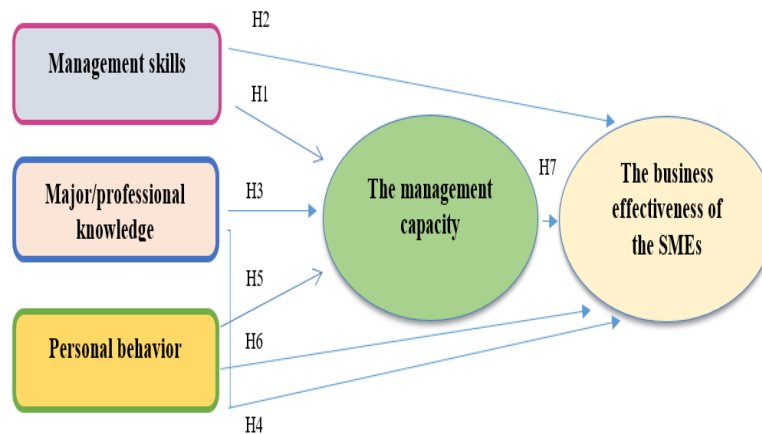 H2
Management skills
H1
Major/professional
knowledge
H3
The management
capacity
H7
The business
effectiveness of
the SMEs
H5
Personal behavior
H6
H4